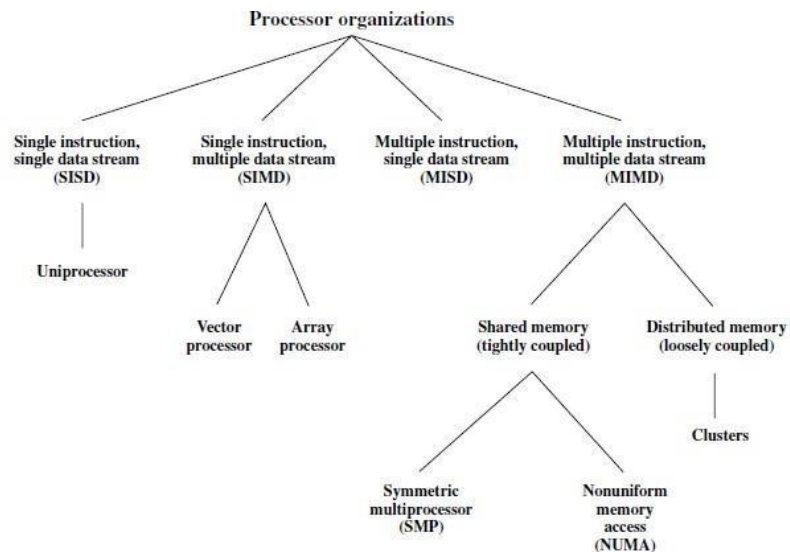 Processor organizations
Single instruction,
single data stream
(SISD)
Single instruction,
multiple data stream
(SIMD)
Multiple instruction,
single data stream
(MISD)
Multiple instruction,
multiple data stream
(MIMD)
Uniprocessor
Vector
processor
Array
processor
Shared memory
(tightly coupled)
Distributed memory
(loosely coupled)
Clusters
Symmetric
multiprocessor
(SMP)
Nonuniform
memory
access
(NUMA)